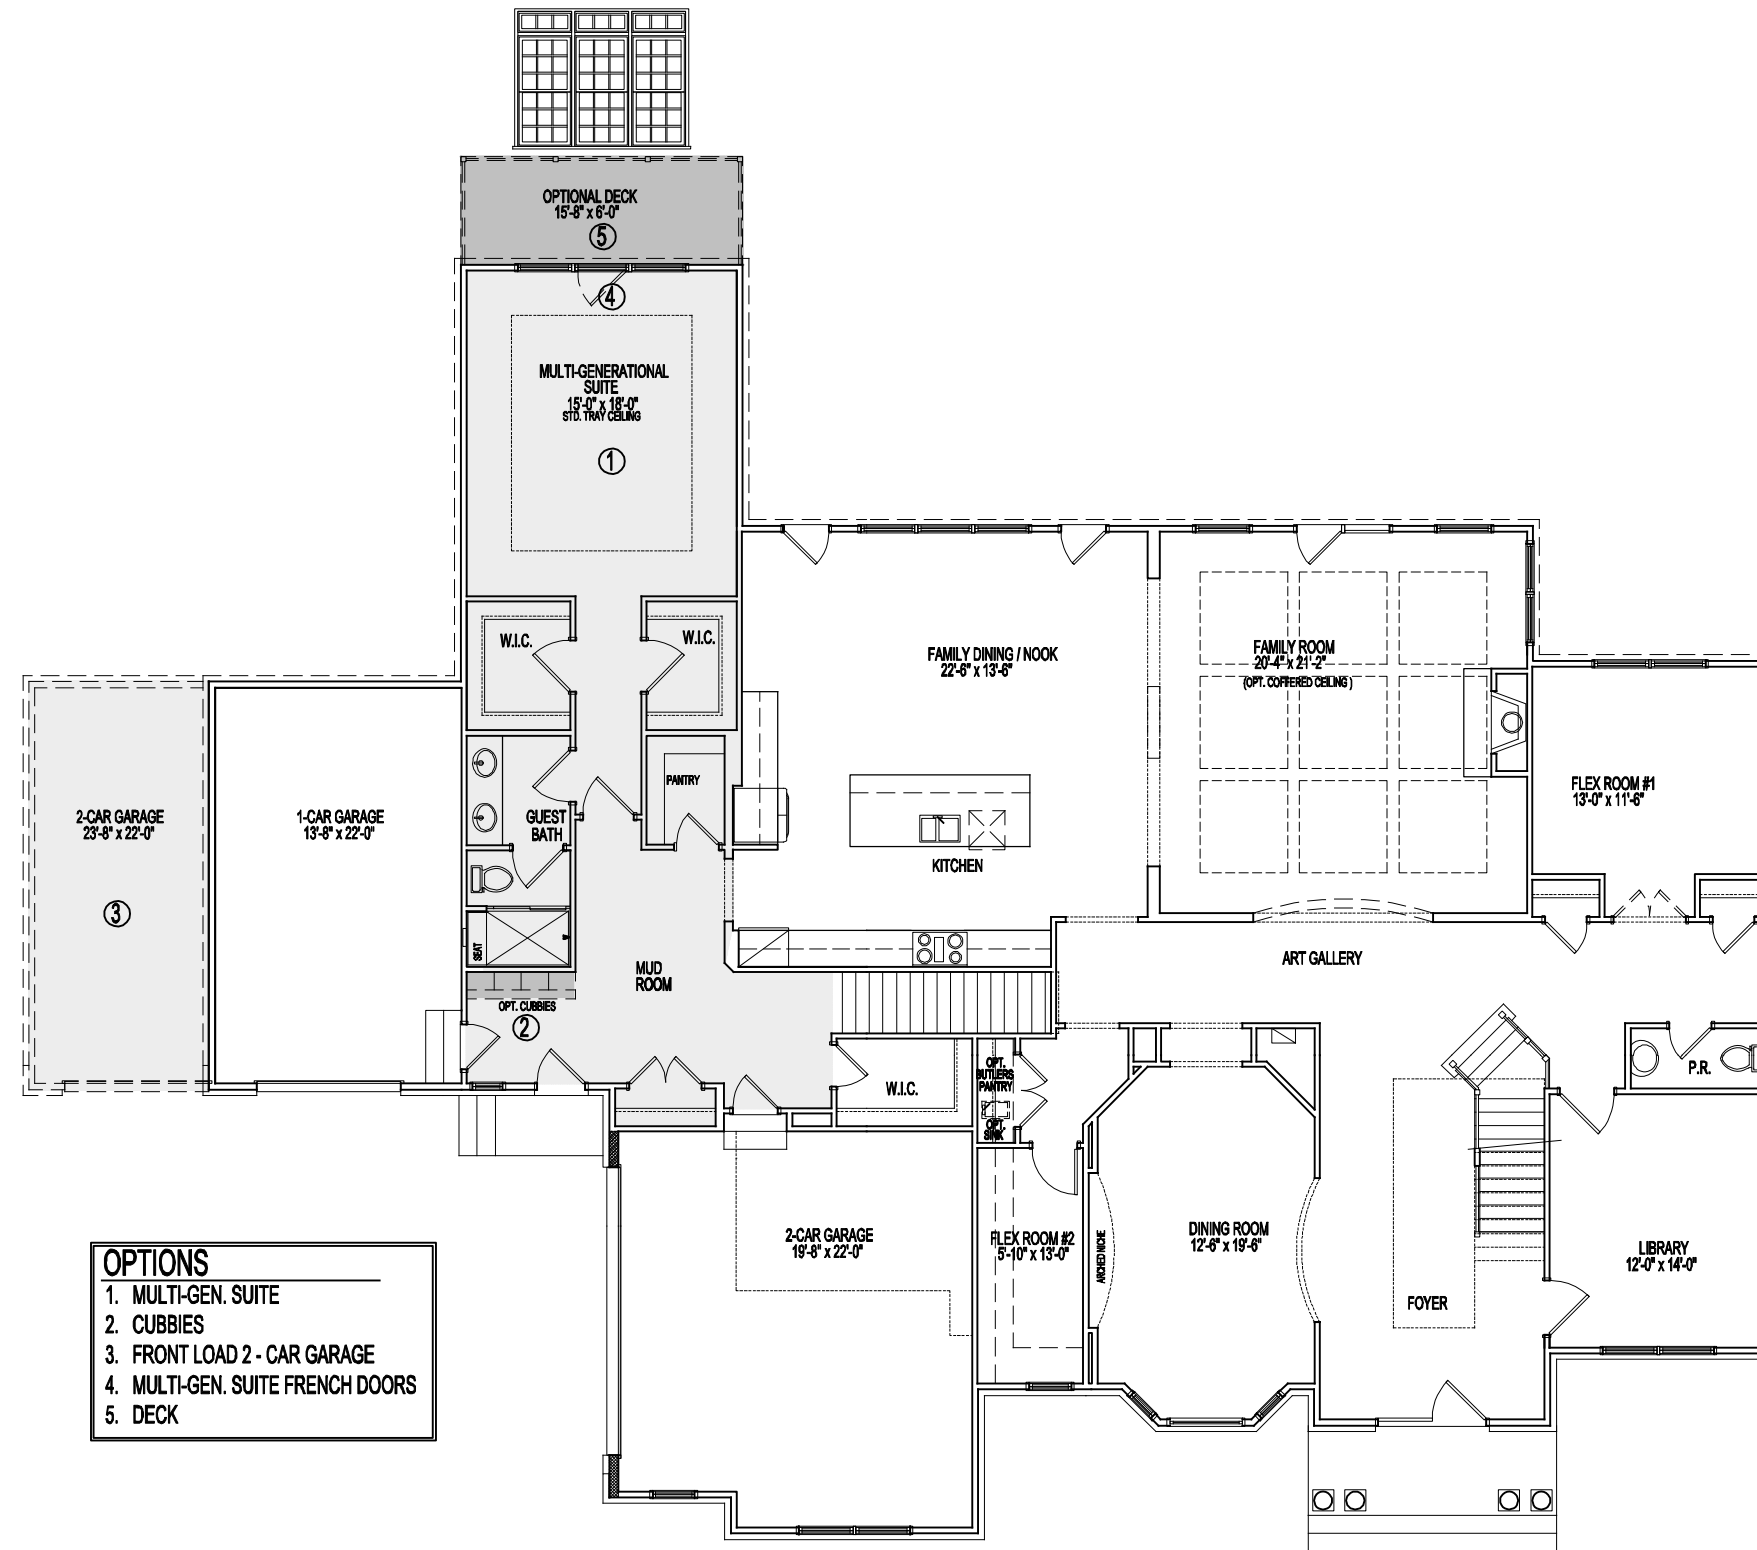 OPTIONAL DECK
15'-8" x 6'-0"
5
4
MULTI-GENERATIONAL
SUITE
15'-0" x 18'-0"
STD. TRAY CEILING
1
W.I.C.
W.I.C.
FAMILY DINING / NOOK
22'-6" x 13'-6"
FAMILY ROOM
20'-4" x 21'-2"
(OPT. COFFERED CEILING )
PANTRY
FLEX ROOM #1
13'-0" x 11'-6"
2-CAR GARAGE
23'-8" x 22'-0"
3
1-CAR GARAGE
13'-8" x 22'-0"
GUEST
BATH
KITCHEN
SEAT
MUD
ROOM
ART GALLERY
OPT. CUBBIES
2
W.I.C.
OPT.
BUTLERS
PANTRY
OPT.
SINK
P.R.
2-CAR GARAGE
19'-8" x 22'-0"
FLEX ROOM #2
5'-10" x 13'-0"
ARCHED NICHE
DINING ROOM
12'-6" x 19'-6"
FOYER
LIBRARY
12'-0" x 14'-0"
OPTIONS
1. MULTI-GEN. SUITE
2. CUBBIES
3. FRONT LOAD 2 - CAR GARAGE
4. MULTI-GEN. SUITE FRENCH DOORS
5. DECK